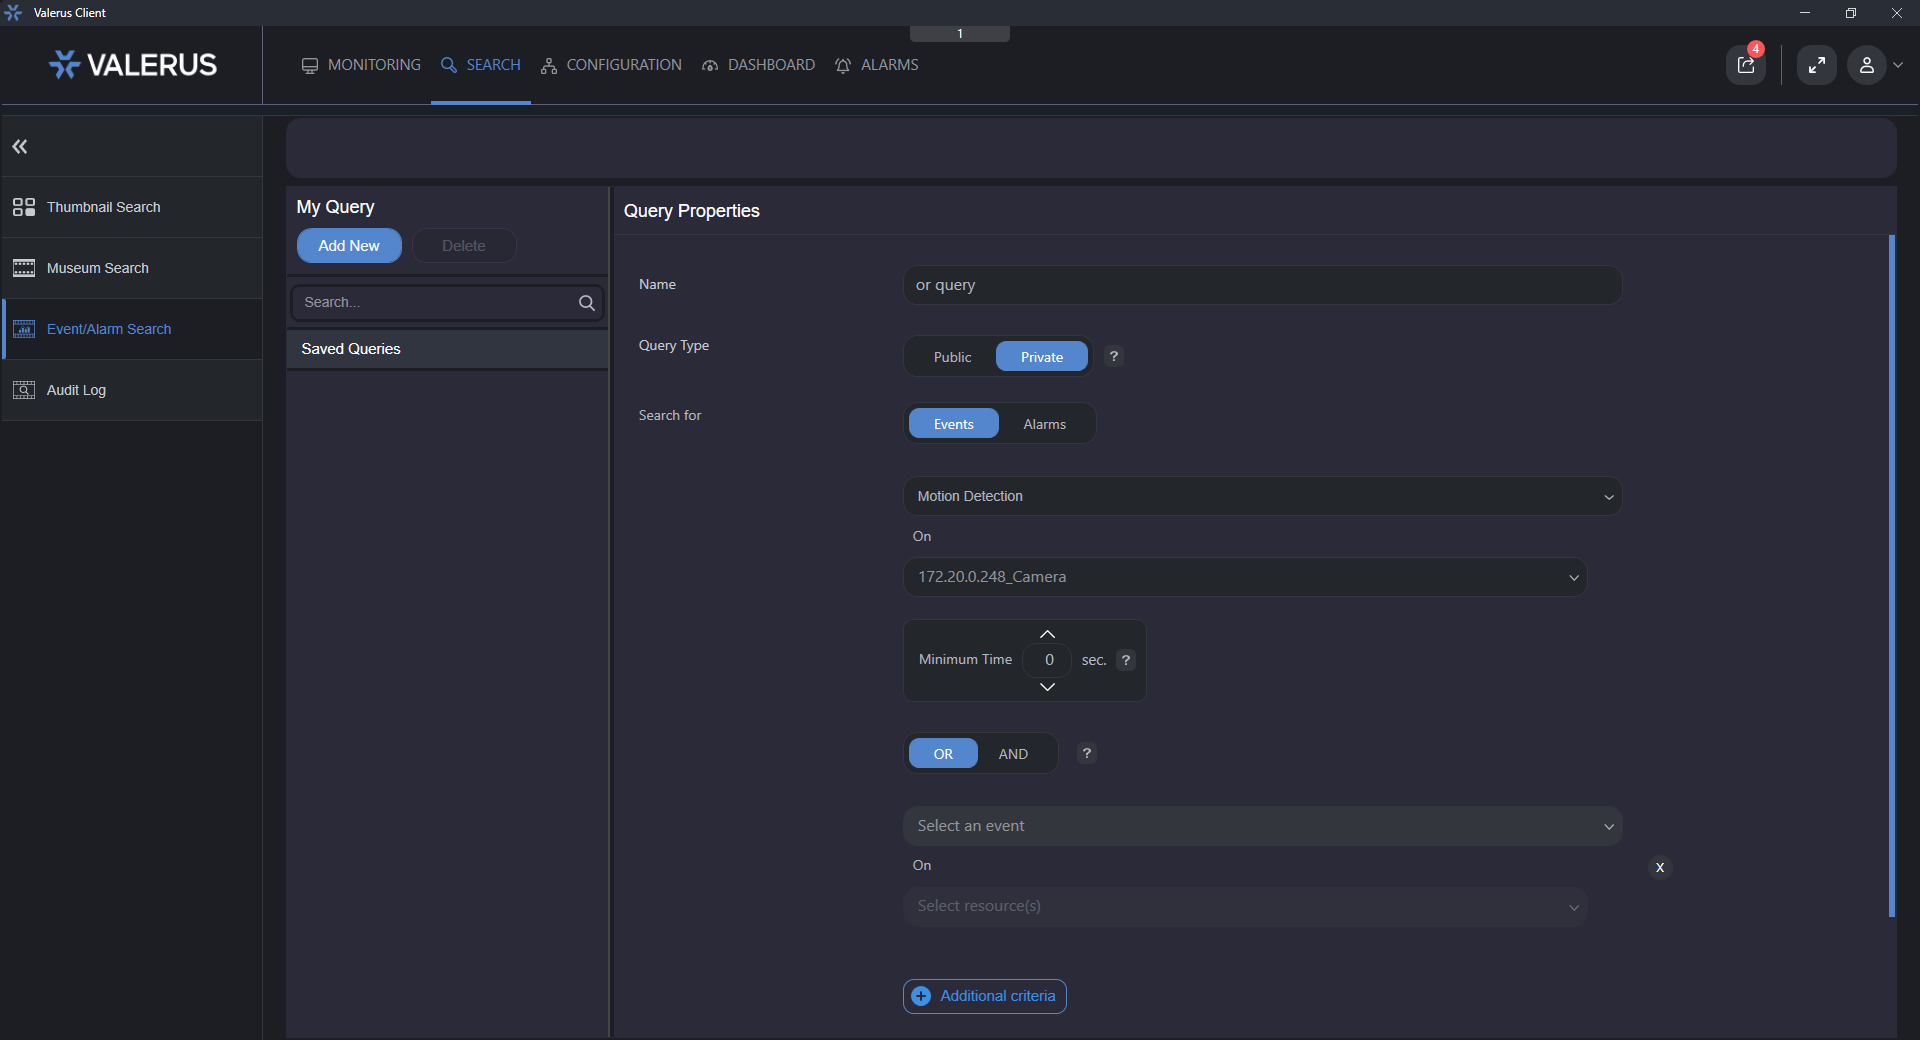 Valerus Client
1
VALERUS
MONITORING
SEARCH
CONFIGURATION
DASHBOARD
ALARMS
4
Thumbnail Search
Museum Search
Event/Alarm Search
Audit Log
My Query
Add New
Delete
Search...
Saved Queries
Query Properties
Name
or query
Query Type
Public
Private
?
Search for
Events
Alarms
Motion Detection
On
172.20.0.248_Camera
Minimum Time
0
sec.
?
OR
AND
?
Select an event
On
X
Select resource(s)
Additional criteria